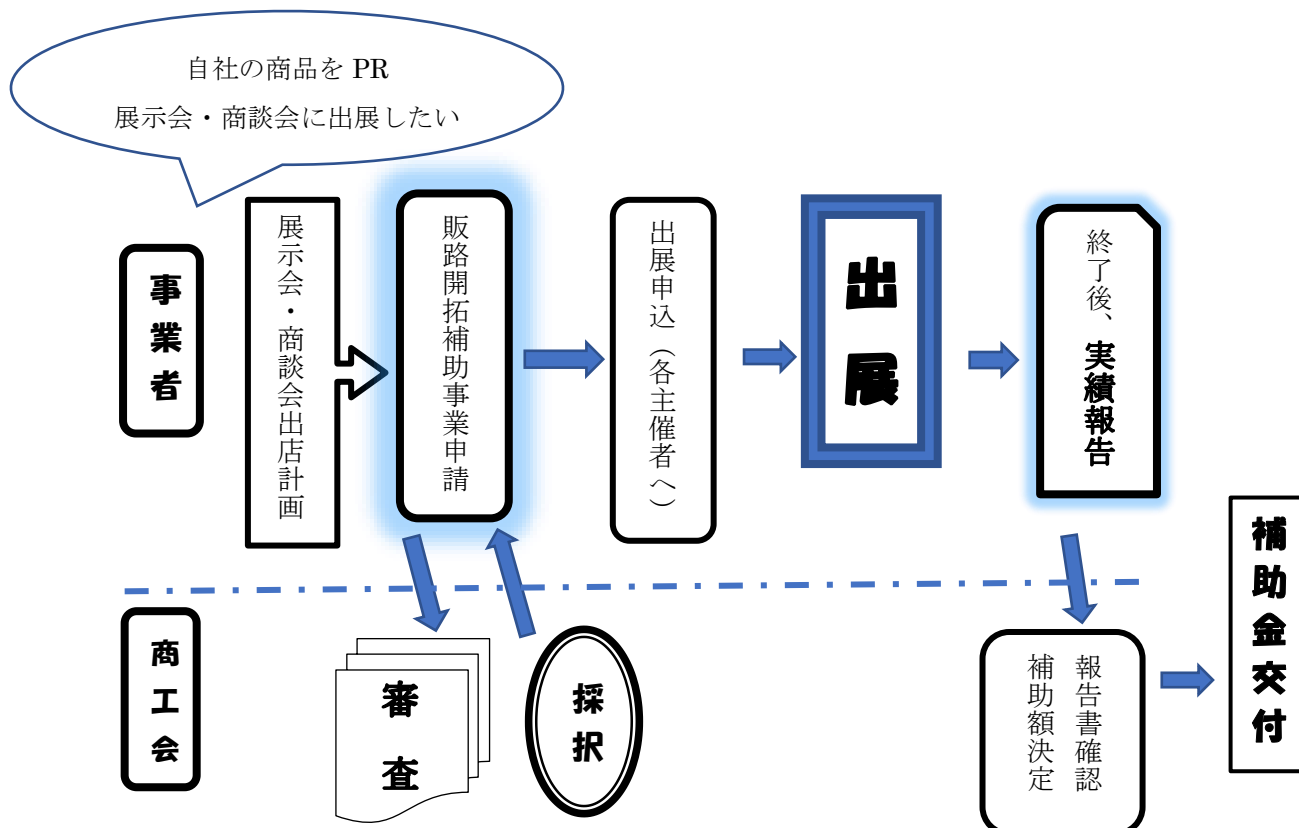 自社の商品を PR
展示会・商談会に出展したい
事業者
展示会・商談会出店計画
販路開拓補助事業申請
出展申込（各主催者へ）
出展
終了後、実績報告
商工会
審査
採択
報告書確認
補助額決定
補助金交付